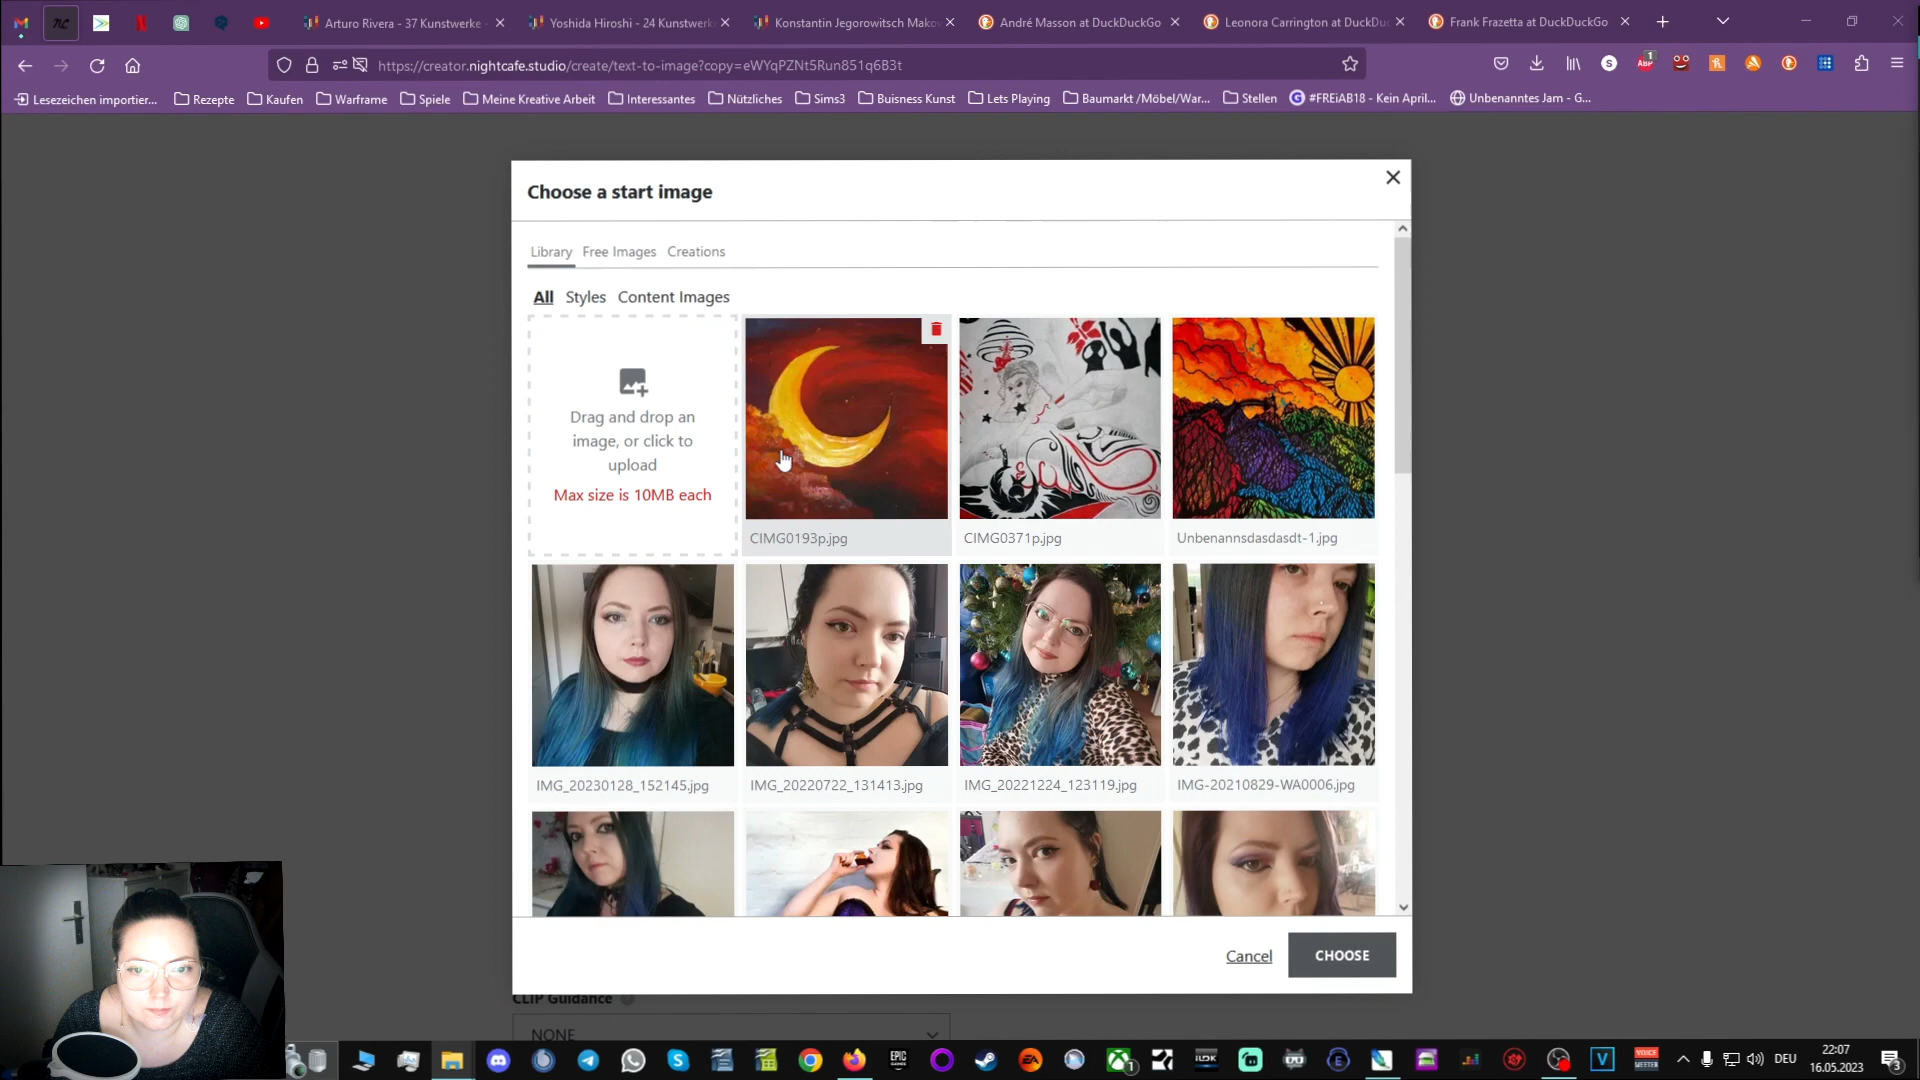 Arturo Rivera - 37 Kunstwerke -
Yoshida Hiroshi - 24 Kunstwerke
Konstantin Jegorowitsch Mako
André Masson at DuckDuckGo
Leonora Carrington at DuckDu
Frank Frazetta at DuckDuckGo
https://creator.nightcafe.studio/create/text-to-image?copy=eWYqPZNt5Run851q6B3t
Lesezeichen importier...
Rezepte
Kaufen
Warframe
Spiele
Meine Kreative Arbeit
Interessantes
Nützliches
Sims3
Buisness Kunst
Lets Playing
Baumarkt /Möbel/War...
Stellen
#FREiAB18 - Kein April...
Unbenanntes Jam - G...
Choose a start image
Library Free Images Creations
All Styles Content Images
Drag and drop an
image, or click to
upload
Max size is 10MB each
CIMG0193p.jpg
CIMG0371p.jpg
Unbenannsdasdasdt-1.jpg
IMG_20230128_152145.jpg
IMG_20220722_131413.jpg
IMG_20221224_123119.jpg
IMG-20210829-WA0006.jpg
Cancel
CHOOSE
CLIP Guidance
NONE
DEU
22:07
16.05.2023